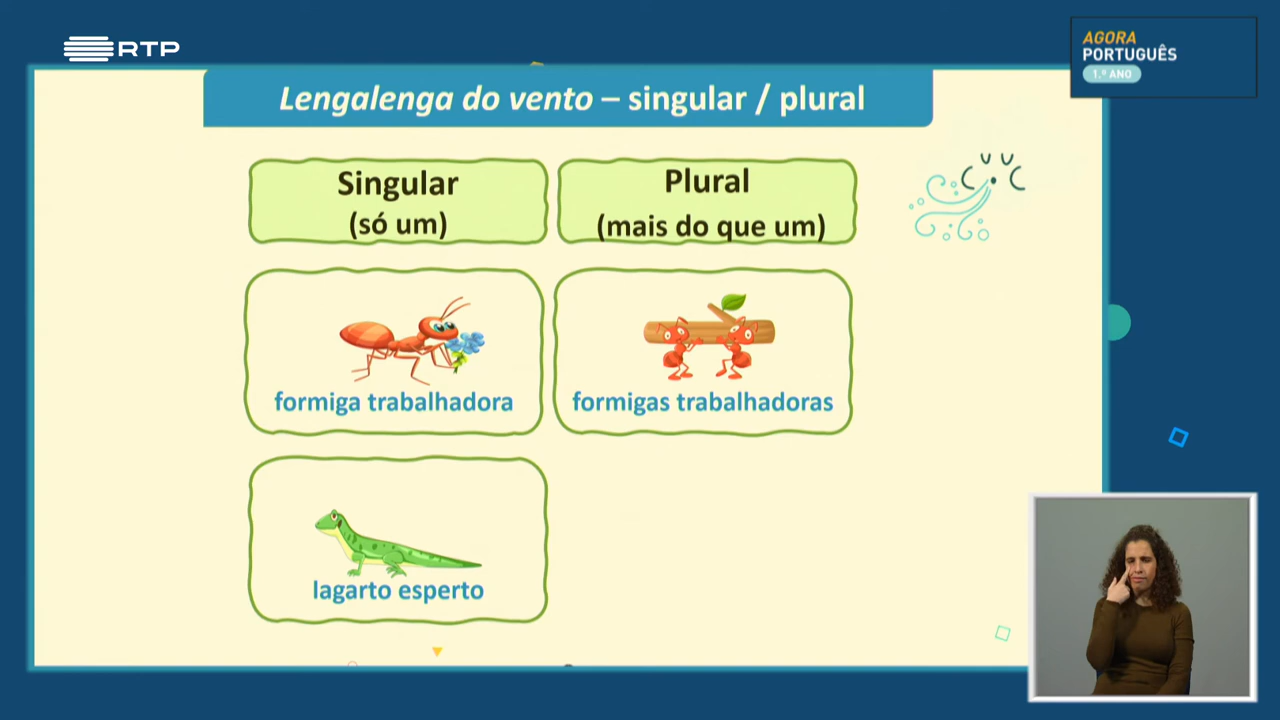 RTP
AGORA
PORTUGUÊS
1.º ANO
Lengalenga do vento – singular / plural
Singular
(só um)
Plural
(mais do que um)
formiga trabalhadora
formigas trabalhadoras
lagarto esperto